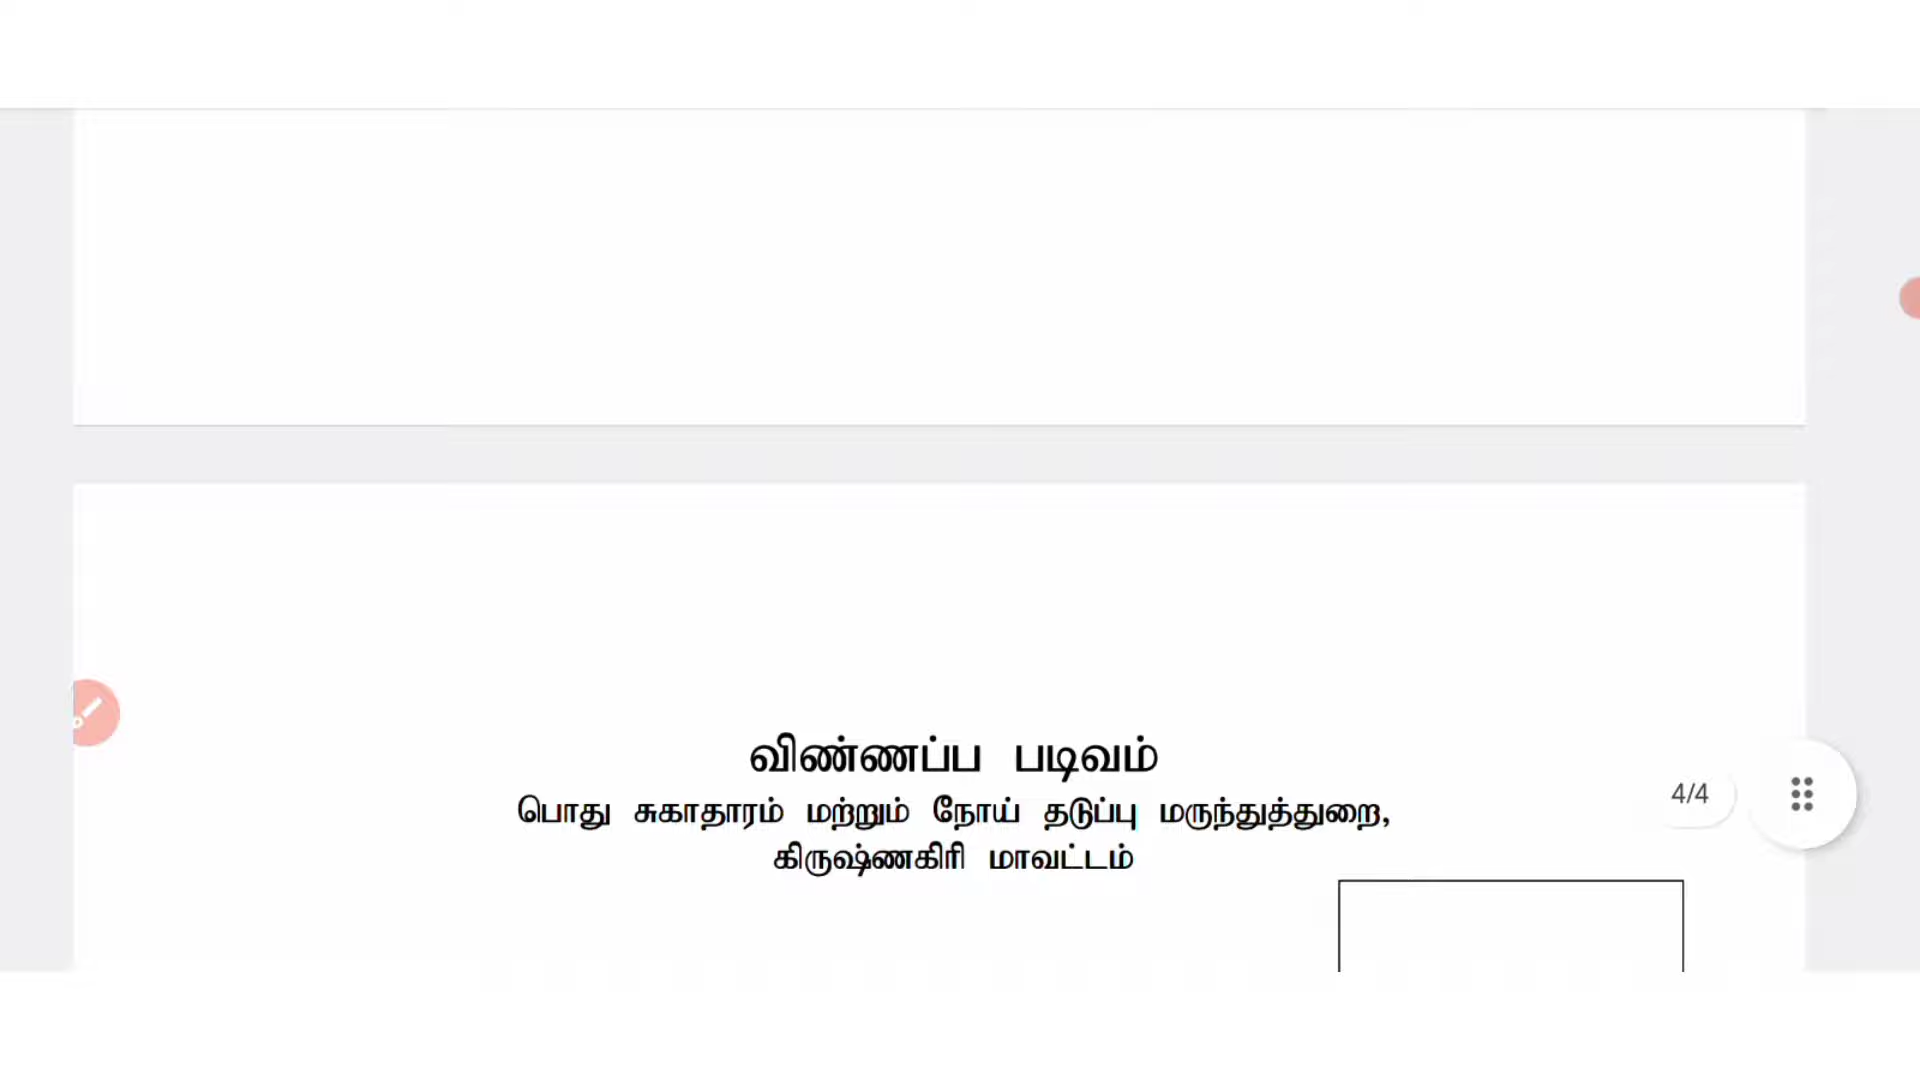 விண்ணப்ப படிவம்
பொது சுகாதாரம் மற்றும் நோய் தடுப்பு மருந்துத்துறை,
கிருஷ்ணகிரி மாவட்டம்
4/4